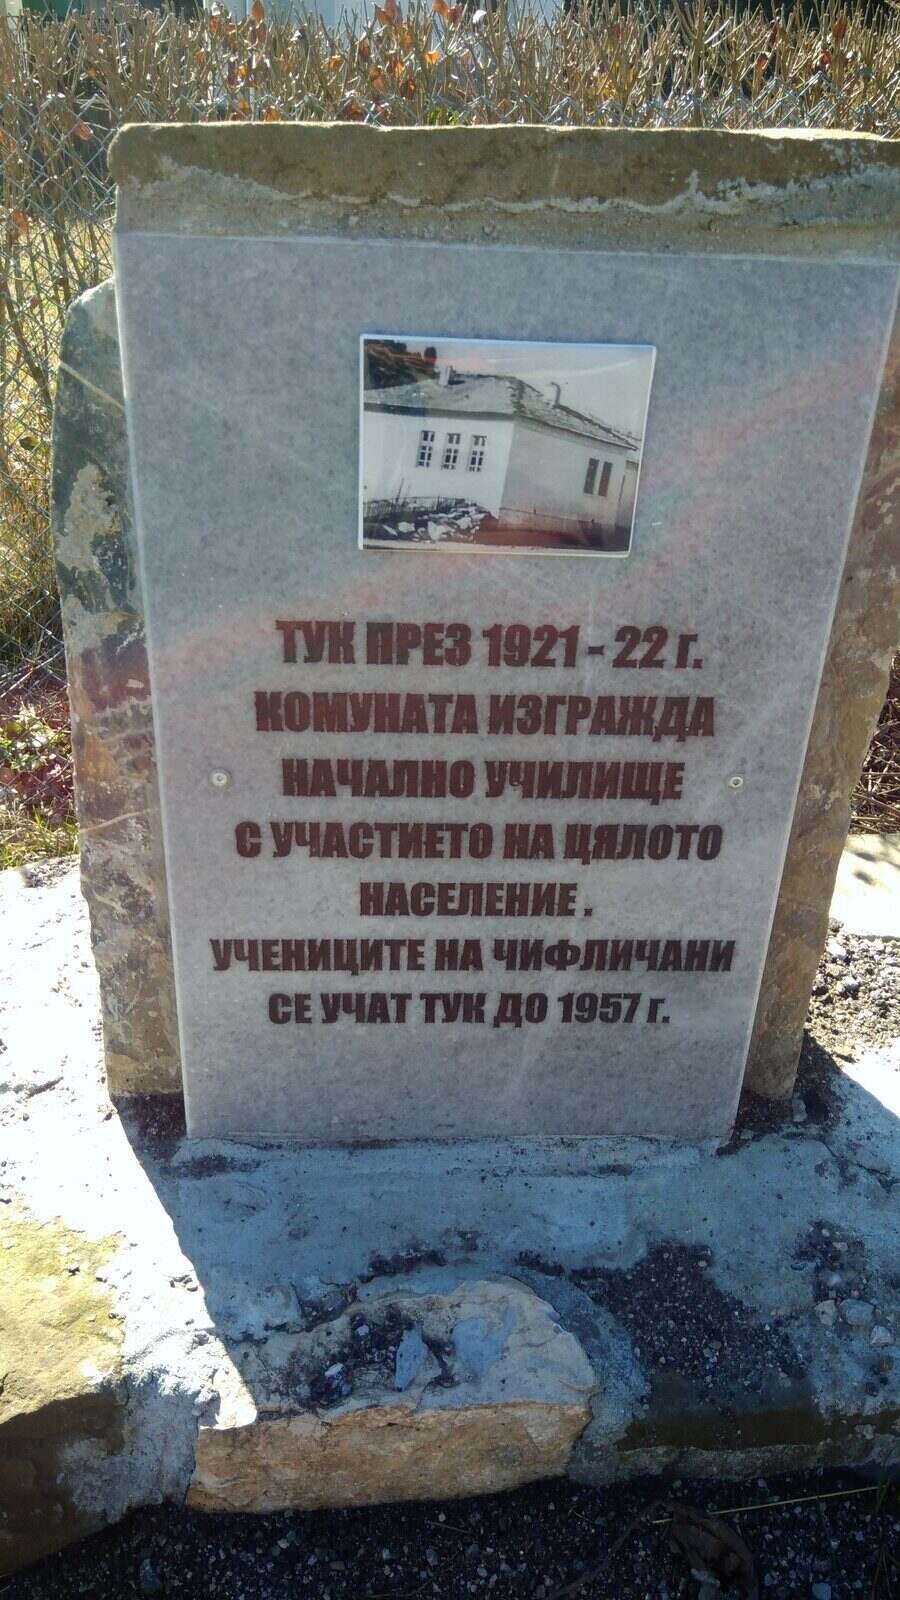 ТУК ПРЕЗ 1921 - 22 г.
КОМУНАТА ИЗГРАЖДА
НАЧАЛНО УЧИЛИЩЕ
С УЧАСТИЕТО НА ЦЯЛОТО
НАСЕЛЕНИЕ .
УЧЕНИЦИТЕ НА ЧИФЛИЧАНИ
СЕ УЧАТ ТУК ДО 1957 г.